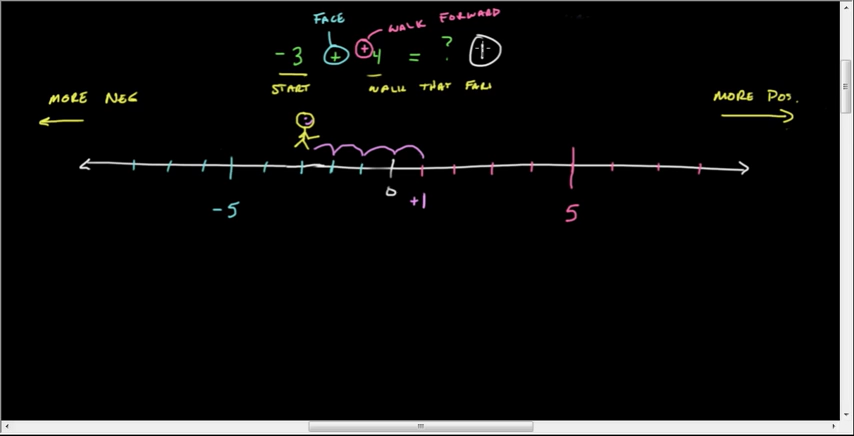 FACE
WALK FORWARD
-3 + +4 = ?
START WALK THAT FAR
MORE NEG
MORE POS.
0
+1
-5
5